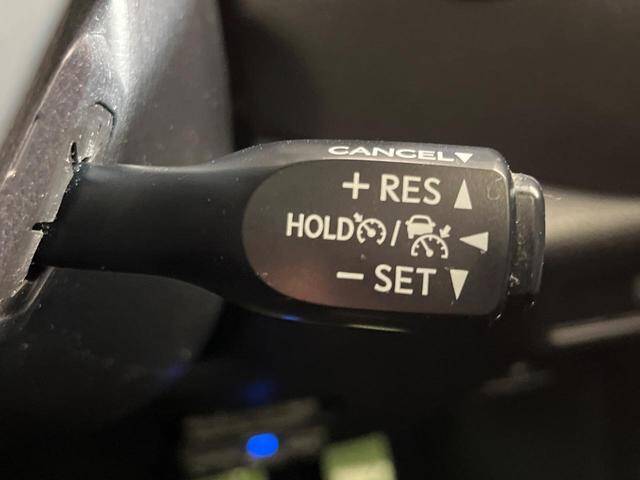 CANCEL▼
+ RES ▲
HOLD / ◀
− SET ▼